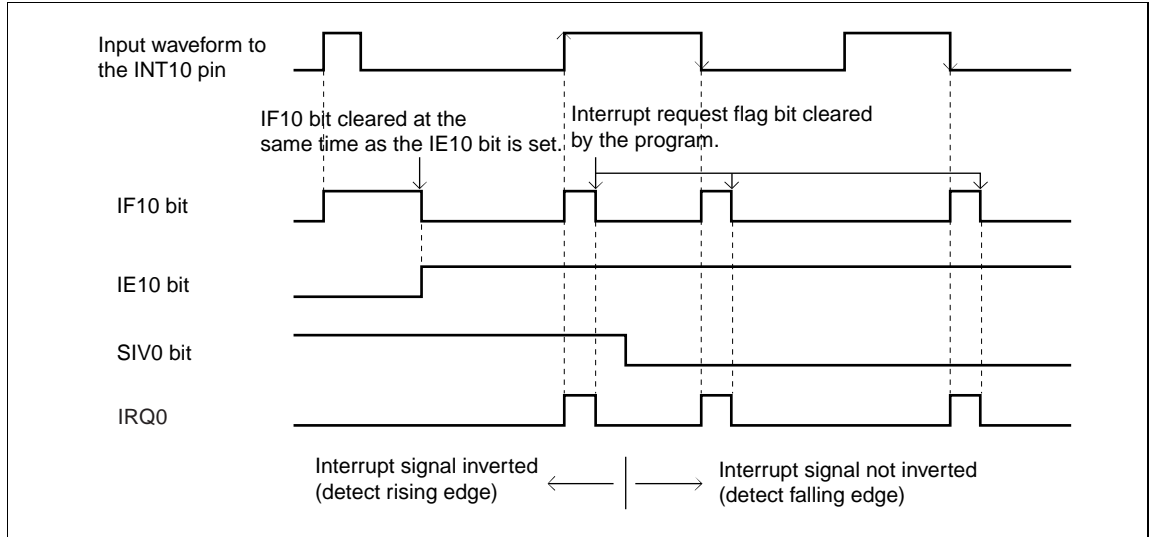 Input waveform to
the INT10 pin
IF10 bit cleared at the
same time as the IE10 bit is set.
Interrupt request flag bit cleared
by the program.
IF10 bit
IE10 bit
SIV0 bit
IRQ0
Interrupt signal inverted
(detect rising edge)
Interrupt signal not inverted
(detect falling edge)